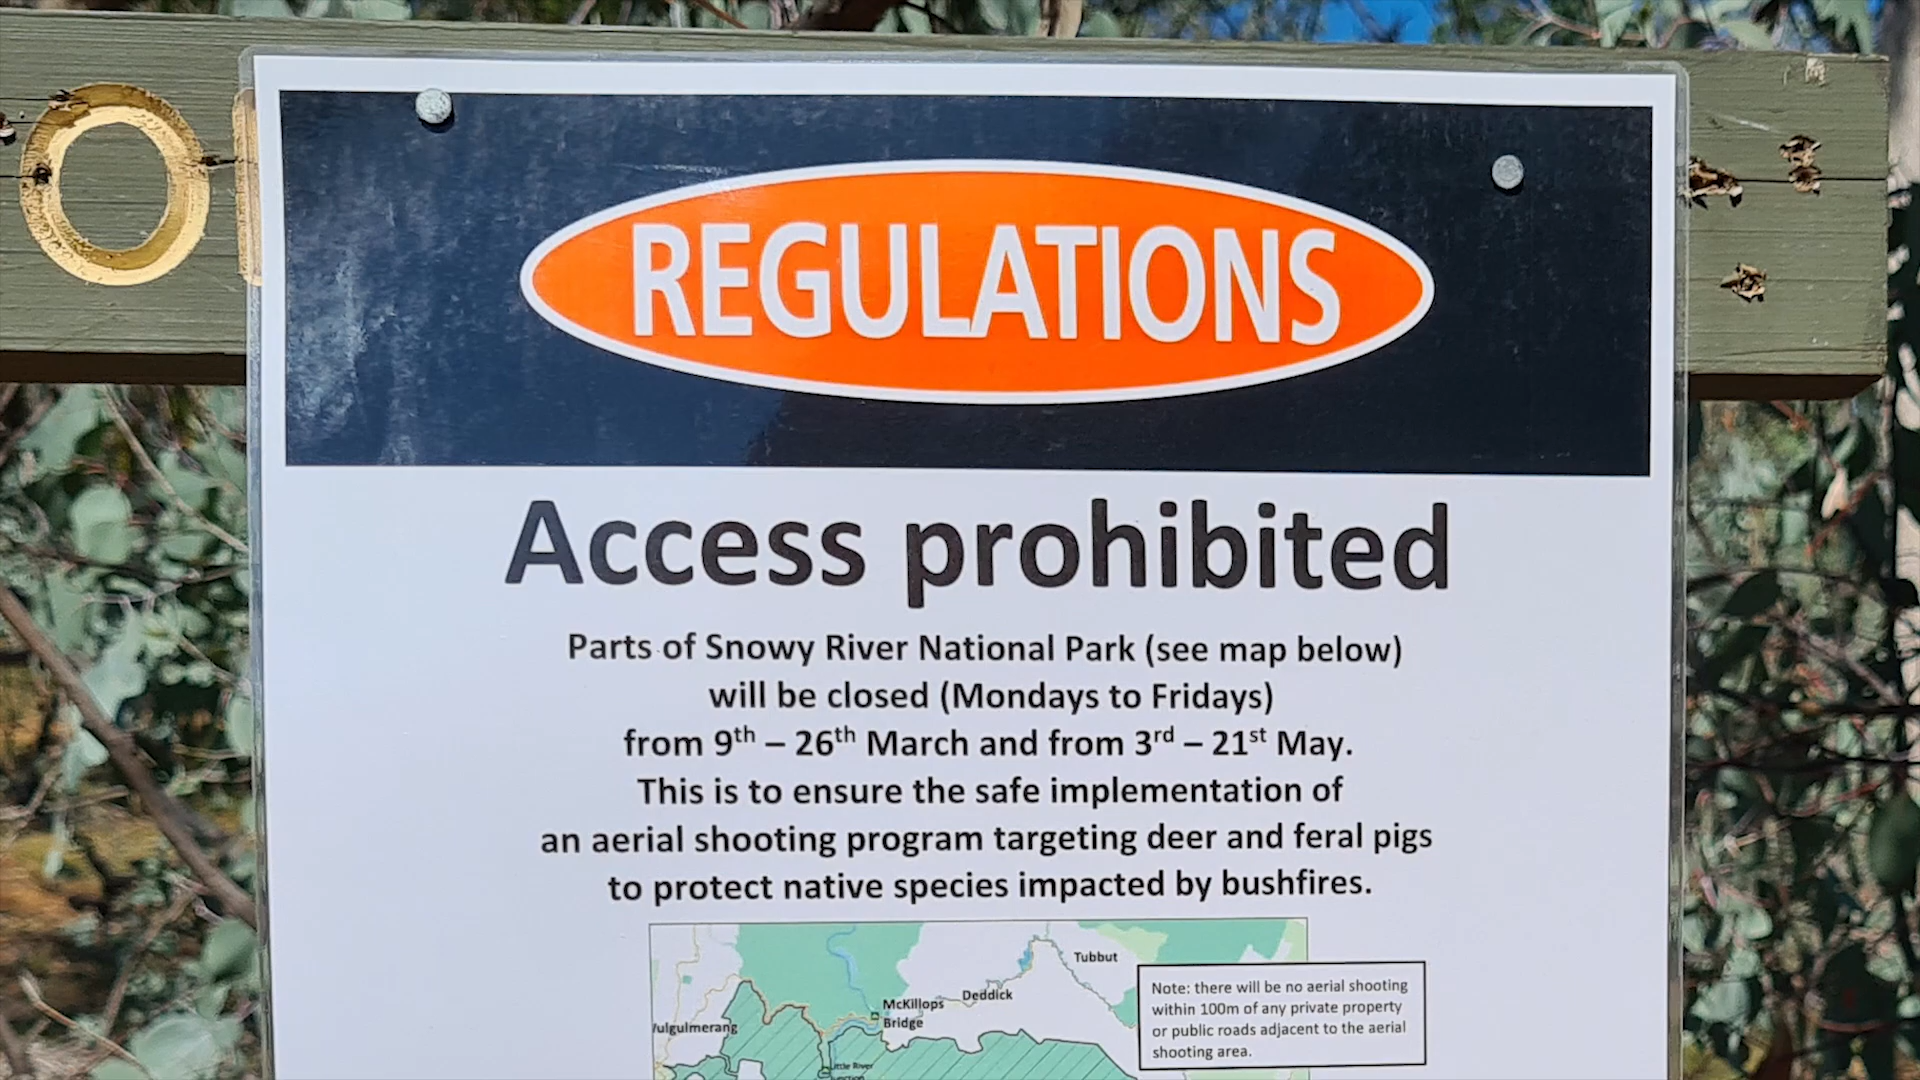 REGULATIONS
Access prohibited
Parts of Snowy River National Park (see map below)
will be closed (Mondays to Fridays)
from 9th – 26th March and from 3rd – 21st May.
This is to ensure the safe implementation of
an aerial shooting program targeting deer and feral pigs
to protect native species impacted by bushfires.
Tubbut
Deddick
McKillops
Bridge
Note: there will be no aerial shooting
within 100m of any private property
or public roads adjacent to the aerial
shooting area.